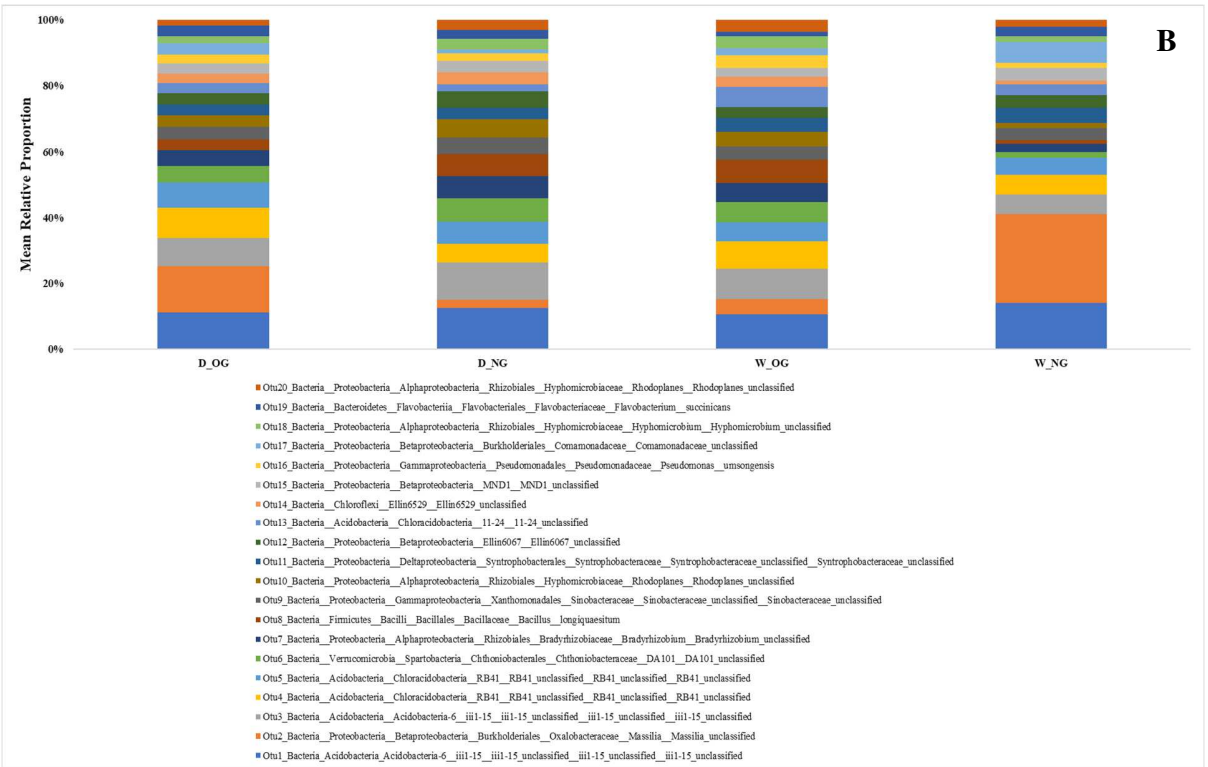 100%
B
80%
60%
40%
20%
0%
Mean Relative Proportion
D_OG D_NG W_OG W_NG
Otu20_Bacteria__Proteobacteria__Alphaproteobacteria__Rhizobiales__Hyphomicrobiaceae__Rhodoplanes__Rhodoplanes_unclassified
Otu19_Bacteria__Bacteroidetes__Flavobacteriia__Flavobacteriales__Flavobacteriaceae__Flavobacterium__succinicans
Otu18_Bacteria__Proteobacteria__Alphaproteobacteria__Rhizobiales__Hyphomicrobiaceae__Hyphomicrobium__Hyphomicrobium_unclassified
Otu17_Bacteria__Proteobacteria__Betaproteobacteria__Burkholderiales__Comamonadaceae__Comamonadaceae_unclassified
Otu16_Bacteria__Proteobacteria__Gammaproteobacteria__Pseudomonadales__Pseudomonadaceae__Pseudomonas__umsongensis
Otu15_Bacteria__Proteobacteria__Betaproteobacteria__MND1__MND1_unclassified
Otu14_Bacteria__Chloroflexi__Ellin6529__Ellin6529_unclassified
Otu13_Bacteria__Acidobacteria__Chloracidobacteria__11-24__11-24_unclassified
Otu12_Bacteria__Proteobacteria__Betaproteobacteria__Ellin6067__Ellin6067_unclassified
Otu11_Bacteria__Proteobacteria__Deltaproteobacteria__Syntrophobacterales__Syntrophobacteraceae__Syntrophobacteraceae_unclassified__Syntrophobacteraceae_unclassified
Otu10_Bacteria__Proteobacteria__Alphaproteobacteria__Rhizobiales__Hyphomicrobiaceae__Rhodoplanes__Rhodoplanes_unclassified
Otu9_Bacteria__Proteobacteria__Gammaproteobacteria__Xanthomonadales__Sinobacteraceae__Sinobacteraceae_unclassified__Sinobacteraceae_unclassified
Otu8_Bacteria__Firmicutes__Bacilli__Bacillales__Bacillaceae__Bacillus__longiquaesitum
Otu7_Bacteria__Proteobacteria__Alphaproteobacteria__Rhizobiales__Bradyrhizobiaceae__Bradyrhizobium__Bradyrhizobium_unclassified
Otu6_Bacteria__Verrucomicrobia__Spartobacteria__Chthoniobacterales__Chthoniobacteraceae__DA101__DA101_unclassified
Otu5_Bacteria__Acidobacteria__Chloracidobacteria__RB41__RB41_unclassified__RB41_unclassified__RB41_unclassified
Otu4_Bacteria__Acidobacteria__Chloracidobacteria__RB41__RB41_unclassified__RB41_unclassified__RB41_unclassified
Otu3_Bacteria__Acidobacteria__Acidobacteria-6__iii1-15__iii1-15_unclassified__iii1-15_unclassified__iii1-15_unclassified
Otu2_Bacteria__Proteobacteria__Betaproteobacteria__Burkholderiales__Oxalobacteraceae__Massilia__Massilia_unclassified
Otu1_Bacteria_Acidobacteria_Acidobacteria-6__iii1-15__iii1-15_unclassified__iii1-15_unclassified__iii1-15_unclassified